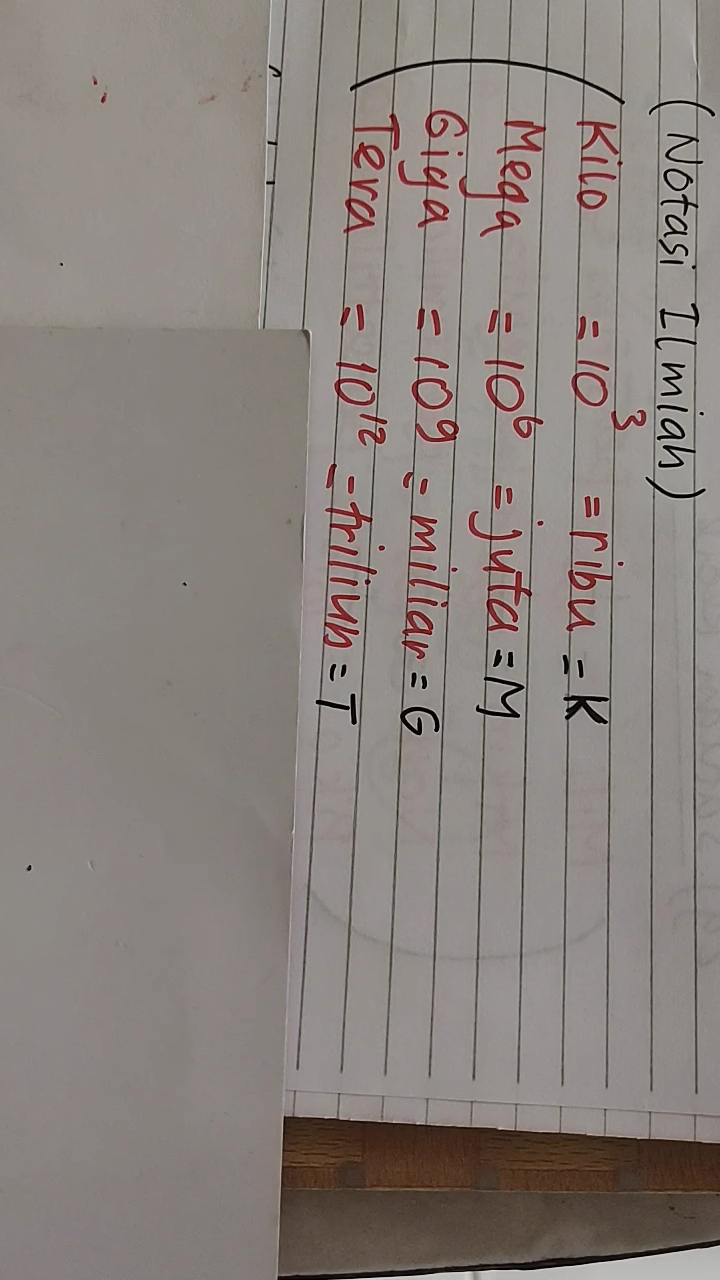 (Notasi Ilmiah)
Kilo = 10³ = ribu = K
Mega = 10⁶ = juta = M
Giga = 10⁹ = miliar = G
Tera = 10¹² = triliun = T